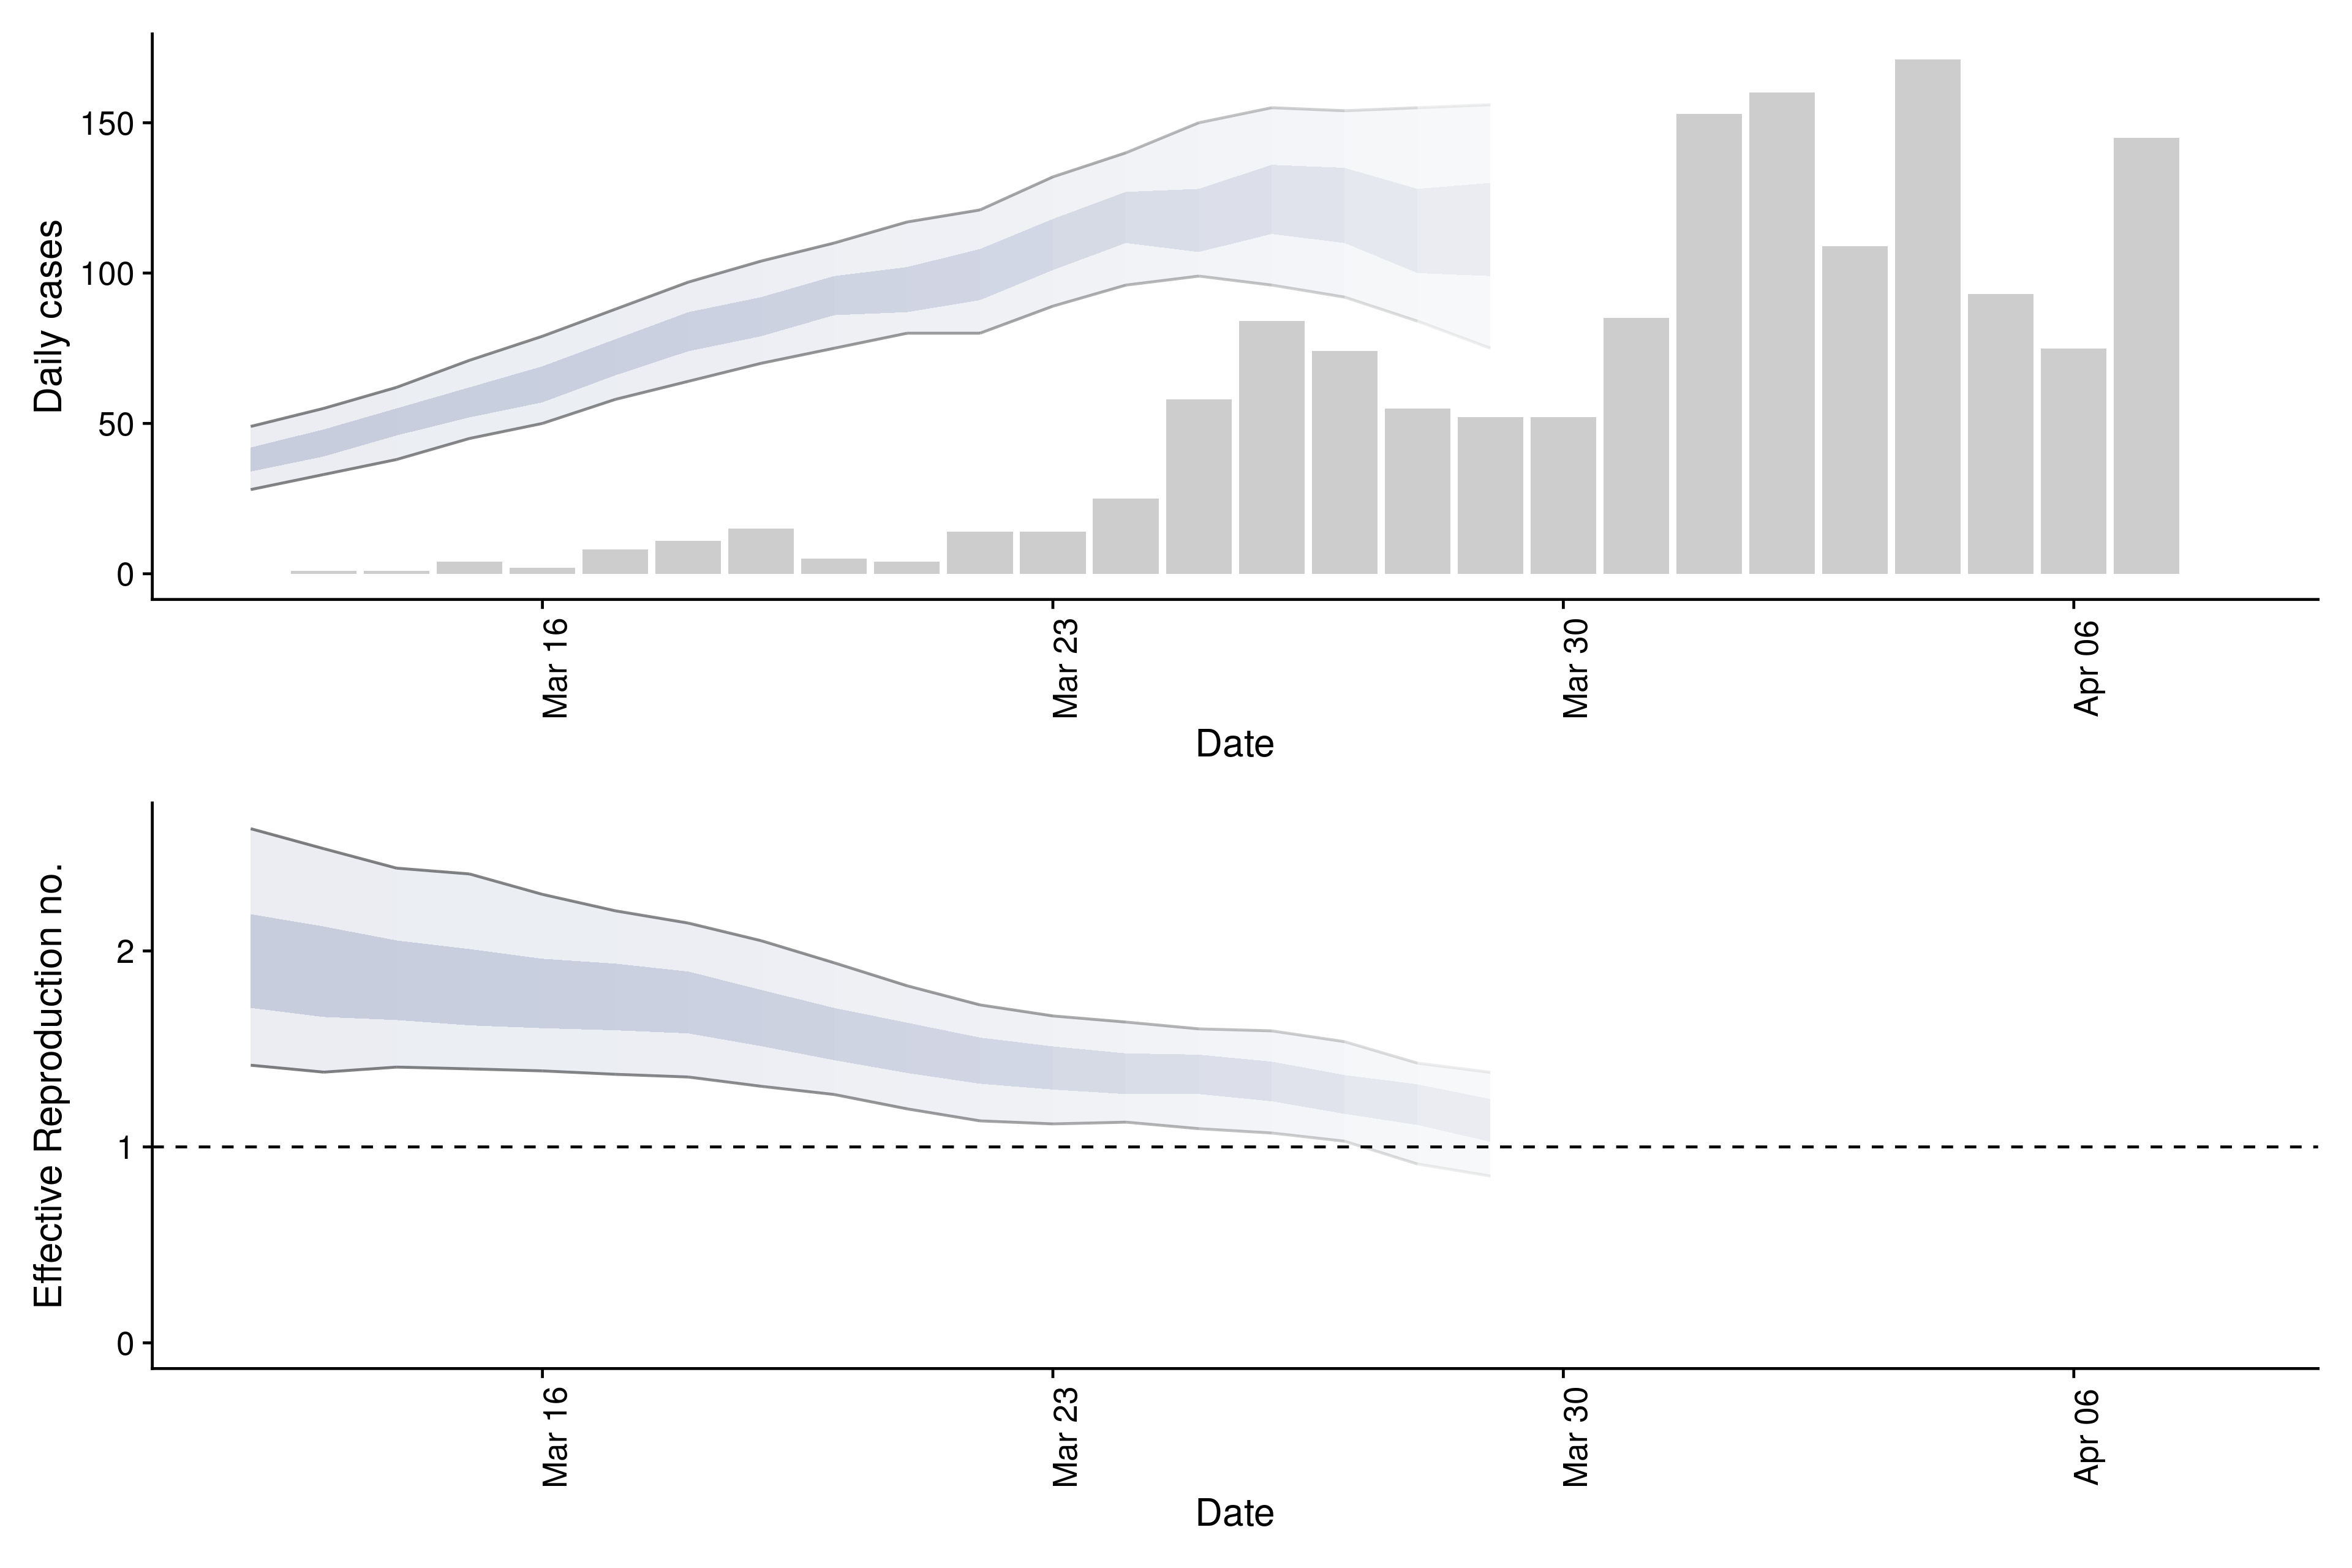 Daily cases
150
100
50
0
Mar 16
Mar 23
Mar 30
Apr 06
Date
Effective Reproduction no.
2
1
0
Mar 16
Mar 23
Mar 30
Apr 06
Date